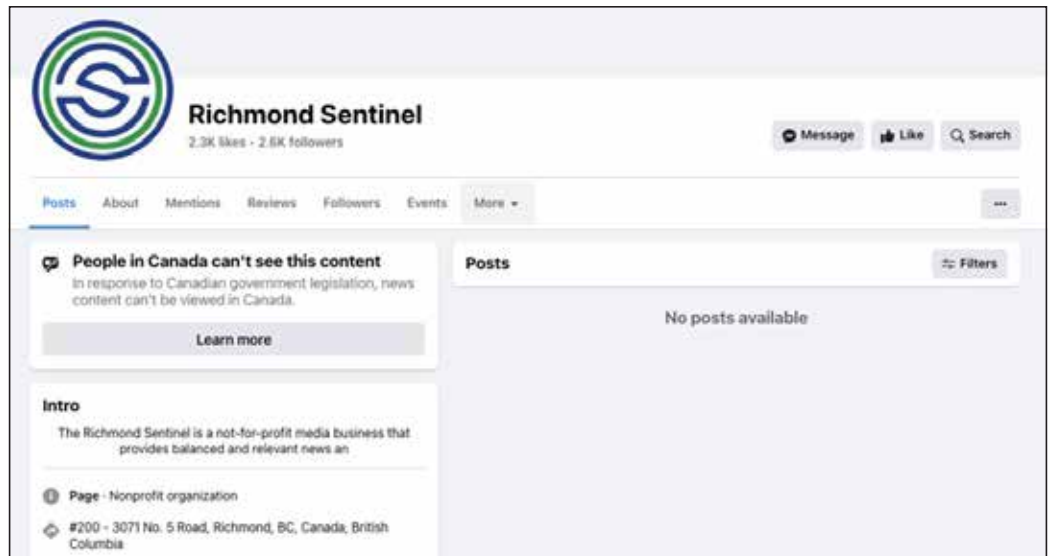 Richmond Sentinel
2.3K likes • 2.6K followers
Message
Like
Search
Posts
About
Mentions
Reviews
Followers
Events
More
People in Canada can't see this content
In response to Canadian government legislation, news
content can't be viewed in Canada.
Learn more
Posts
Filters
No posts available
Intro
The Richmond Sentinel is a not-for-profit media business that
provides balanced and relevant news an
Page · Nonprofit organization
#200 - 3071 No. 5 Road, Richmond, BC, Canada, British
Columbia